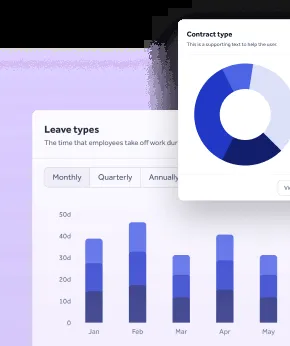 Contract type
This is a supporting text to help the user.
Leave types
The time that employees take off work dur
Monthly
Quarterly
Annually
Vi
50d
40d
30d
20d
10d
0
Jan
Feb
Mar
Apr
May